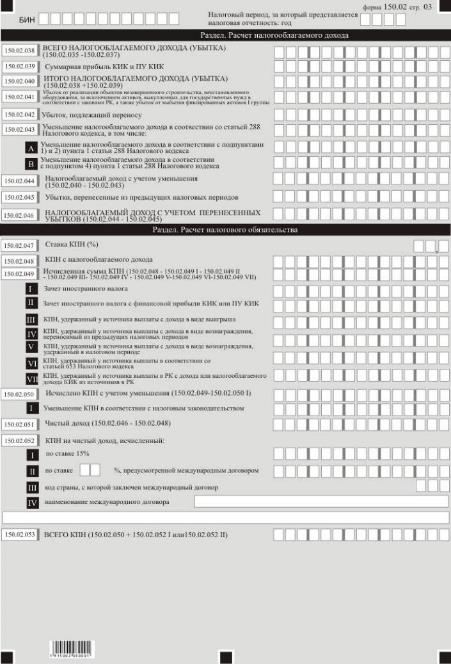 форма 150.02 стр. 03
БИН
Налоговый период, за который представляется
налоговая отчетность: год
Раздел. Расчет налогооблагаемого дохода
150.02.038 ВСЕГО НАЛОГООБЛАГАЕМОГО ДОХОДА (УБЫТКА)
(150.02.035 -150.02.037)
150.02.039 Суммарная прибыль КИК и ПУ КИК
150.02.040 ИТОГО НАЛОГООБЛАГАЕМОГО ДОХОДА (УБЫТКА)
(150.02.038 +150.02.039)
150.02.041 Убыток от реализации объектов незавершенного строительства, неустановленного
оборудования, за исключением активов, выкупленных для государственных нужд в
соответствии с законами РК, а также убыток от выбытия фиксированных активов I группы
150.02.042 Убыток, подлежащий переносу
150.02.043 Уменьшение налогооблагаемого дохода в соотвествии со статьей 288
Налогового кодекса, в том числе:
A Уменьшение налогооблагаемого дохода в соответствии с подпунктами
1) и 2) пункта 1 статьи 288 Налогового кодекса
B Уменьшение налогооблагаемого дохода в соответствии
с подпунктом 4) пункта 1 статьи 288 Налогового кодекса
150.02.044 Налогооблагаемый доход с учетом уменьшения
(150.02.040 - 150.02.043)
150.02.045 Убытки, перенесенные из предыдущих налоговых периодов
150.02.046 НАЛОГООБЛАГАЕМЫЙ ДОХОД С УЧЕТОМ ПЕРЕНЕСЕННЫХ
УБЫТКОВ (150.02.044 - 150.02.045)
Раздел. Расчет налогового обязательства
150.02.047 Ставка КПН (%)
150.02.048 КПН с налогооблагаемого дохода
150.02.049 Исчисленная сумма КПН (150.02.048 - 150.02.049 I - 150.02.049 II
- 150.02.049 III- 150.02.049 IV - 150.02.049 V-150.02.049 VI-150.02.049 VII)
I Зачет иностранного налога
II Зачет иностранного налога с финансовой прибыли КИК или ПУ КИК
III КПН, удержанный у источника выплаты с дохода в виде выигрыша
IV КПН, удержанный у источника выплаты с дохода в виде вознаграждения,
перенесенный из предыдущих налоговых периодов
V КПН, удержанный у источника выплаты с дохода в виде вознаграждения,
удержанный в налоговом периоде
VI КПН, удержанный у источника выплаты в соответствии со
статьей 653 Налогового кодекса
VII КПН, удержанный у источника выплаты в РК с дохода или налогооблагаемого
дохода КИК из источников в РК
150.02.050 Исчислено КПН с учетом уменьшения (150.02.049-150.02.050 I)
I Уменьшение КПН в соответствии с налоговым законодательством
150.02.051 Чистый доход (150.02.046 - 150.02.048)
150.02.052 КПН на чистый доход, исчисленный:
I по ставке 15%
II по ставке %, предусмотренной международным договором
III код страны, с которой заключен международный договор
IV наименование международного договора
150.02.053 ВСЕГО КПН (150.02.050 + 150.02.052 I или150.02.052 II)